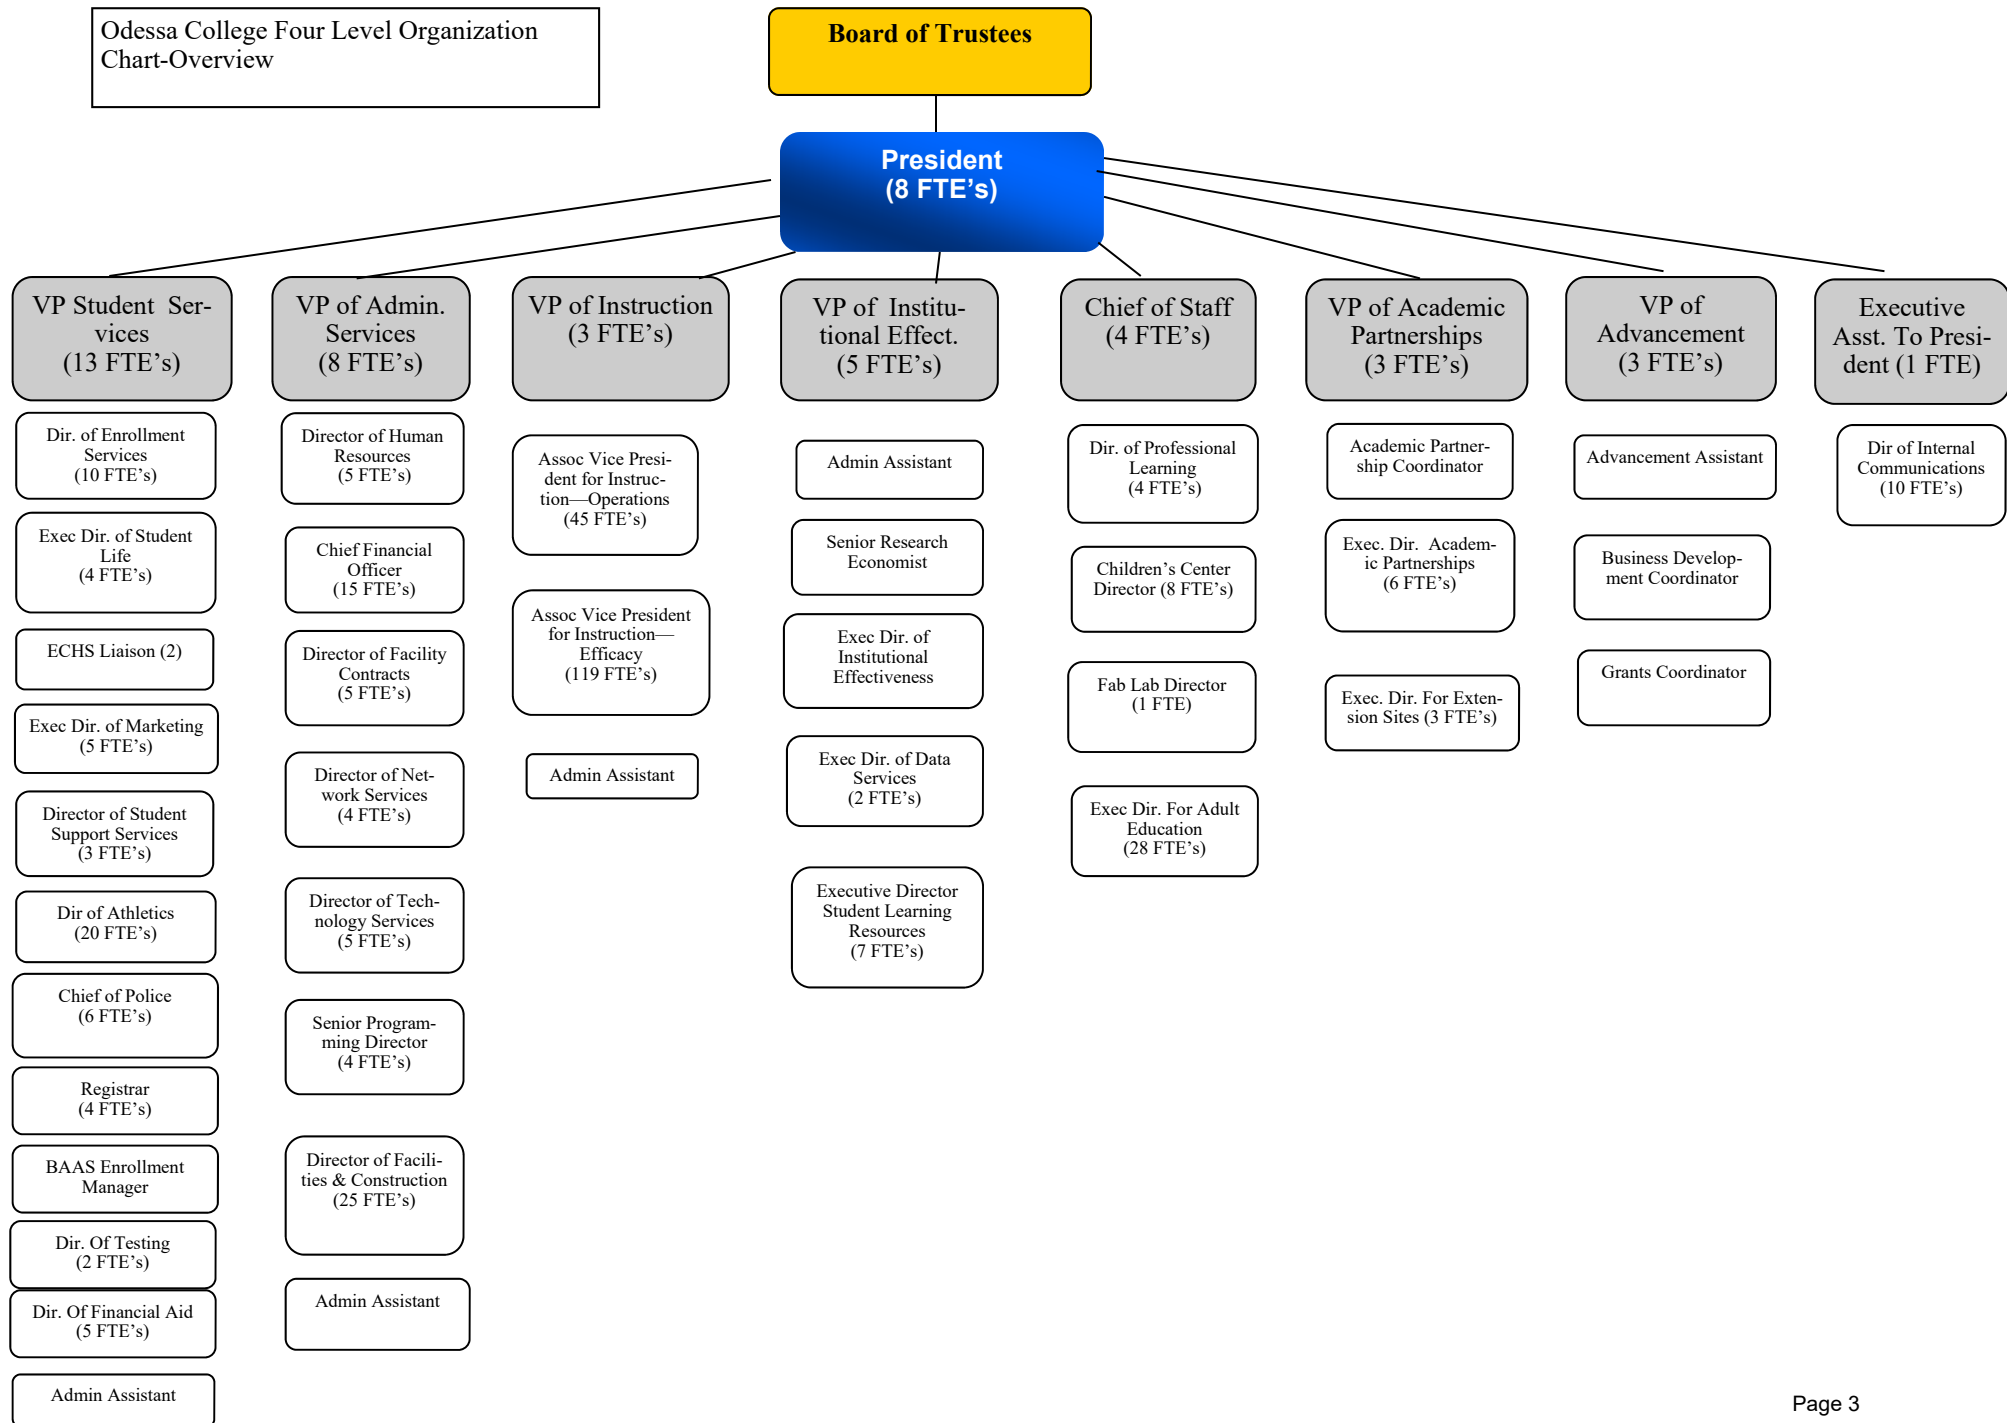 Odessa College Four Level Organization
Chart-Overview
Board of Trustees
President
(8 FTE’s)
VP Student  Ser-
vices
(13 FTE’s)
VP of Admin.
Services
(8 FTE’s)
VP of Instruction
(3 FTE’s)
VP of  Institu-
tional Effect.
(5 FTE’s)
Chief of Staff
(4 FTE’s)
VP of Academic
Partnerships
(3 FTE’s)
VP of
Advancement
(3 FTE’s)
Executive
Asst. To Presi-
dent (1 FTE)
Dir. of Enrollment
Services
(10 FTE’s)
Exec Dir. of Student
Life
(4 FTE’s)
ECHS Liaison (2)
Exec Dir. of Marketing
(5 FTE’s)
Director of Student
Support Services
(3 FTE’s)
Dir of Athletics
(20 FTE’s)
Chief of Police
(6 FTE’s)
Registrar
(4 FTE’s)
BAAS Enrollment
Manager
Dir. Of Testing
(2 FTE’s)
Dir. Of Financial Aid
(5 FTE’s)
Admin Assistant
Director of Human
Resources
(5 FTE’s)
Chief Financial
Officer
(15 FTE’s)
Director of Facility
Contracts
(5 FTE’s)
Director of Net-
work Services
(4 FTE’s)
Director of Tech-
nology Services
(5 FTE’s)
Senior Program-
ming Director
(4 FTE’s)
Director of Facili-
ties & Construction
(25 FTE’s)
Admin Assistant
Assoc Vice Presi-
dent for Instruc-
tion—Operations
(45 FTE’s)
Assoc Vice President
for Instruction—
Efficacy
(119 FTE’s)
Admin Assistant
Admin Assistant
Senior Research
Economist
Exec Dir. of
Institutional
Effectiveness
Exec Dir. of Data
Services
(2 FTE’s)
Executive Director
Student Learning
Resources
(7 FTE’s)
Dir. of Professional
Learning
(4 FTE’s)
Children’s Center
Director (8 FTE’s)
Fab Lab Director
(1 FTE)
Exec Dir. For Adult
Education
(28 FTE’s)
Academic Partner-
ship Coordinator
Exec. Dir.  Academ-
ic Partnerships
(6 FTE’s)
Exec. Dir. For Exten-
sion Sites (3 FTE’s)
Advancement Assistant
Business Develop-
ment Coordinator
Grants Coordinator
Dir of Internal
Communications
(10 FTE’s)
Page 3